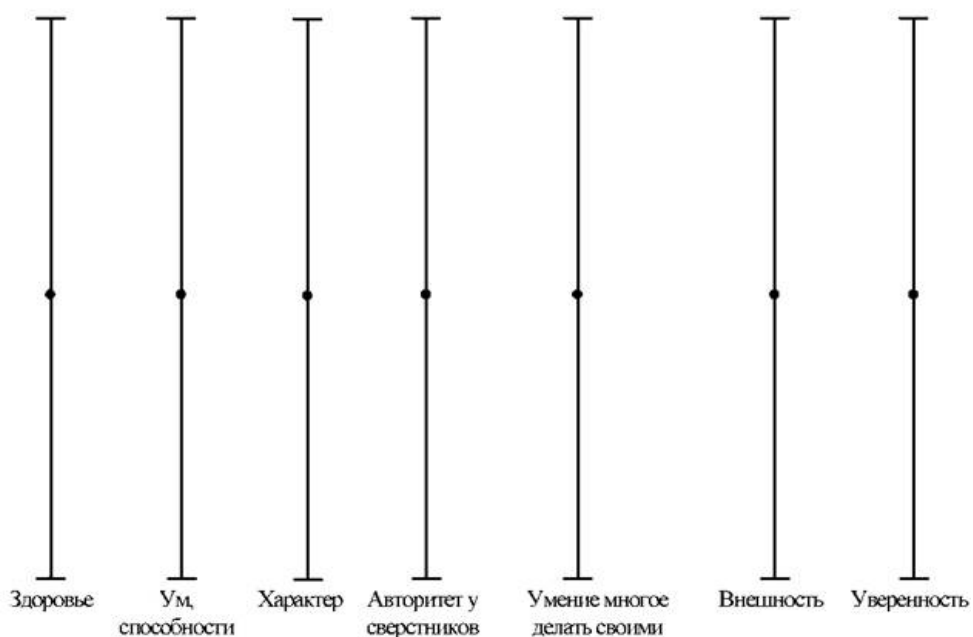 Здоровье
Ум,
способности
Характер
Авторитет у
сверстников
Умение многое
делать своими
Внешность
Уверенность